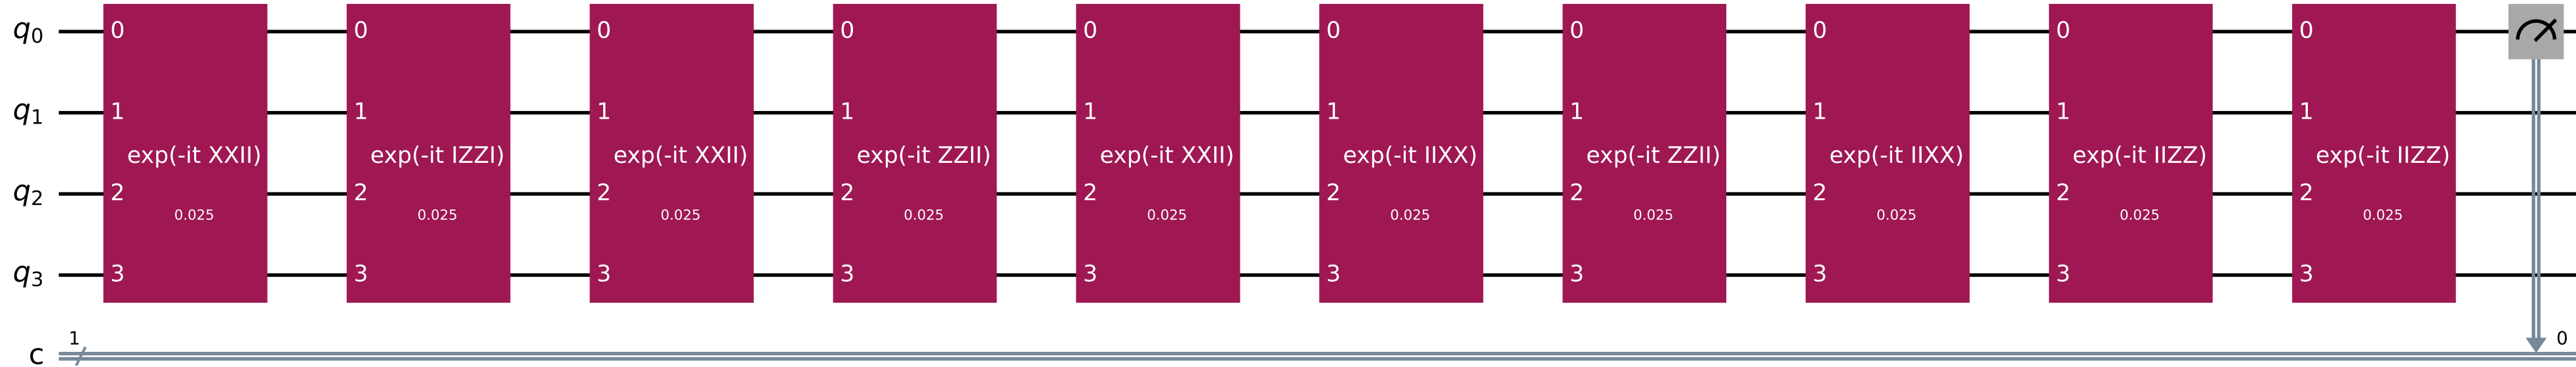 q0 0 0 0 0 0 0 0 0 0 0
q1 1 1 1 1 1 1 1 1 1 1
exp(-it XXII) exp(-it IZZI) exp(-it XXII) exp(-it ZZII) exp(-it XXII) exp(-it IIXX) exp(-it ZZII) exp(-it IIXX) exp(-it IIZZ) exp(-it IIZZ)
q2 2 2 2 2 2 2 2 2 2 2
0.025 0.025 0.025 0.025 0.025 0.025 0.025 0.025 0.025 0.025
q3 3 3 3 3 3 3 3 3 3 3
1 0
c